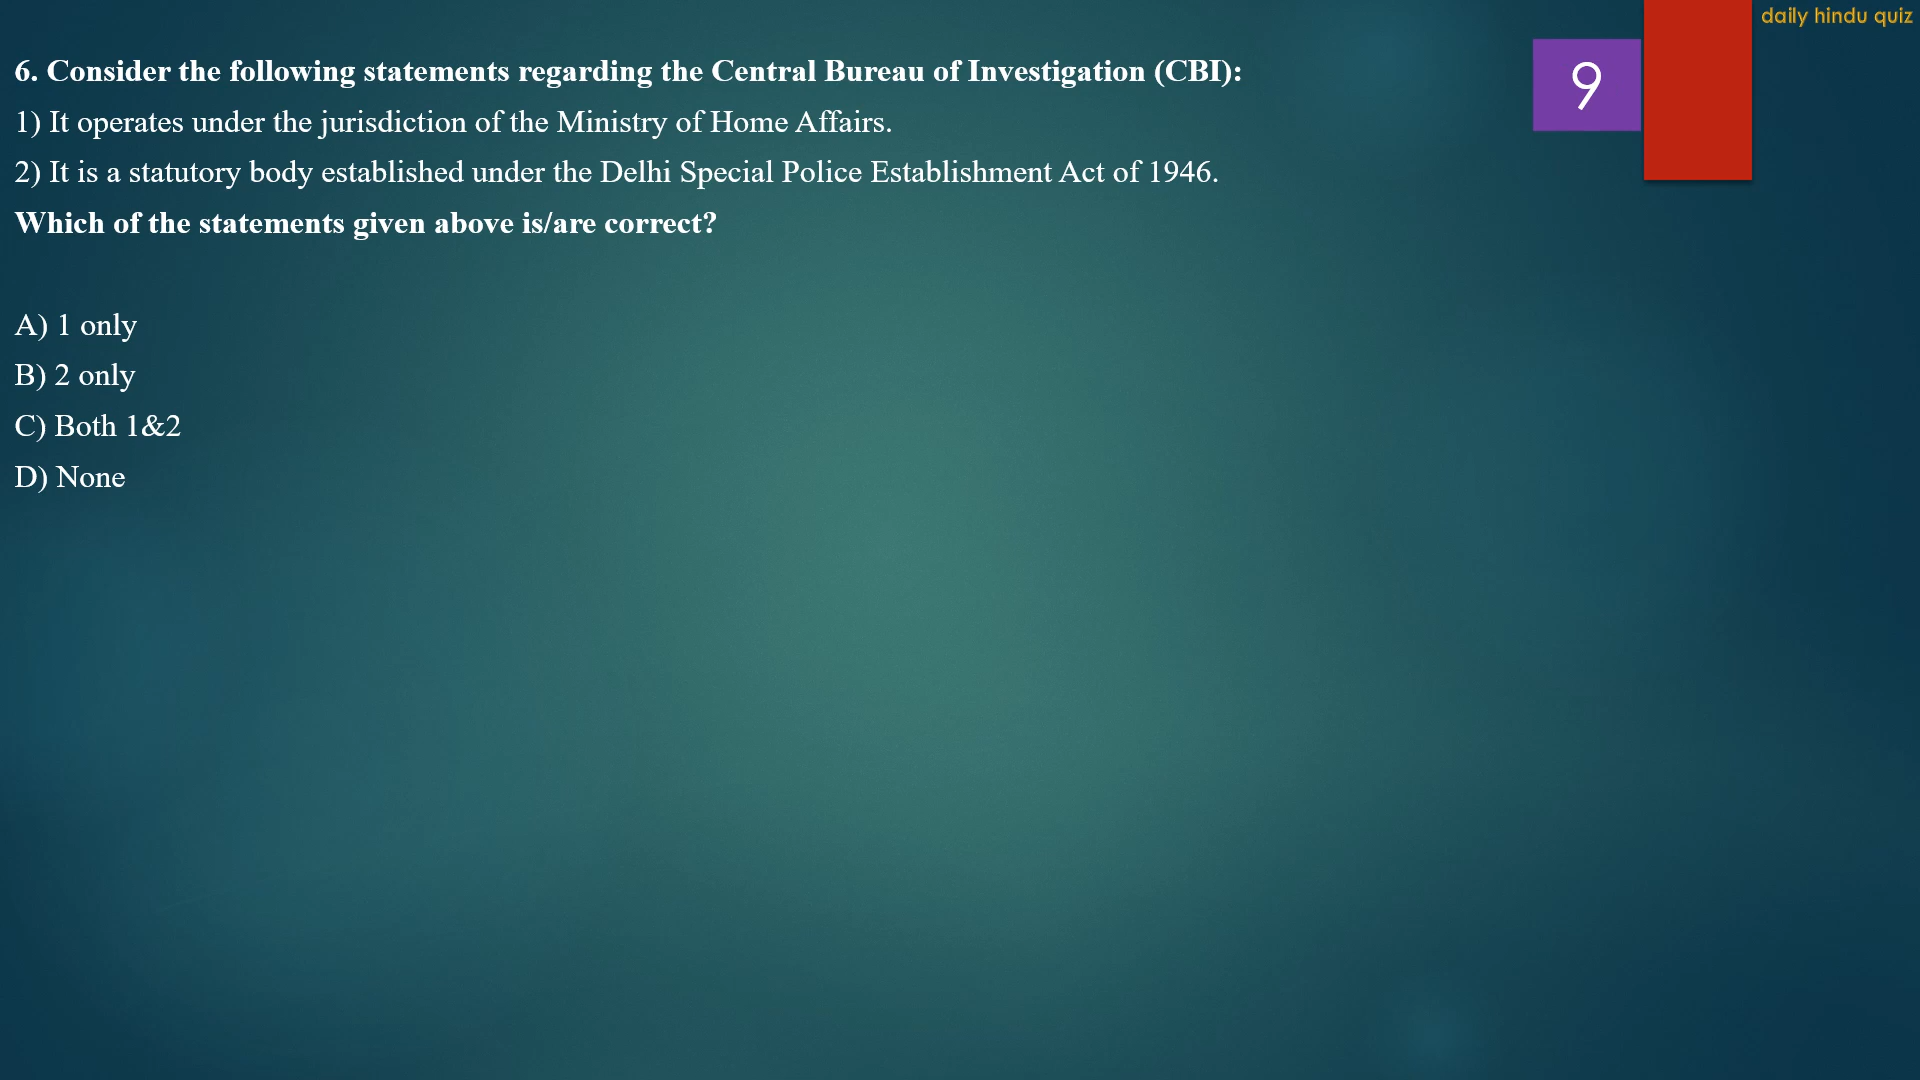 daily hindu quiz
9
6. Consider the following statements regarding the Central Bureau of Investigation (CBI):
1) It operates under the jurisdiction of the Ministry of Home Affairs.
2) It is a statutory body established under the Delhi Special Police Establishment Act of 1946.
Which of the statements given above is/are correct?
A) 1 only
B) 2 only
C) Both 1&2
D) None